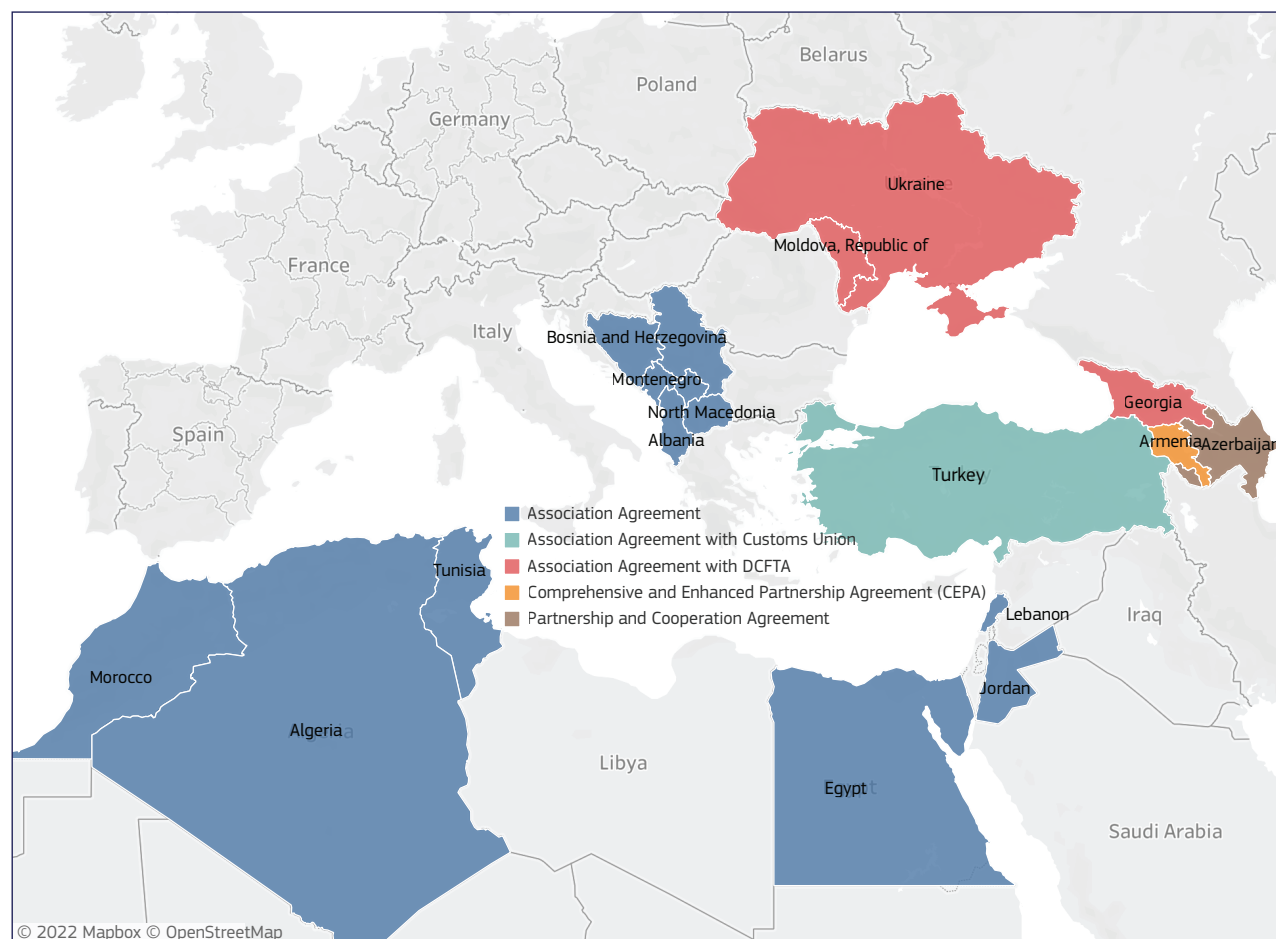 Belarus
Poland
Germany
Ukraine
Moldova, Republic of
France
Italy
Bosnia and Herzegovina
Montenegro
Georgia
North Macedonia
Spain
Albania
Armenia
Azerbaijan
Turkey
Association Agreement
Association Agreement with Customs Union
Association Agreement with DCFTA
Comprehensive and Enhanced Partnership Agreement (CEPA)
Partnership and Cooperation Agreement
Tunisia
Lebanon
Iraq
Morocco
Jordan
Algeria
Libya
Egypt
Saudi Arabia
© 2022 Mapbox © OpenStreetMap